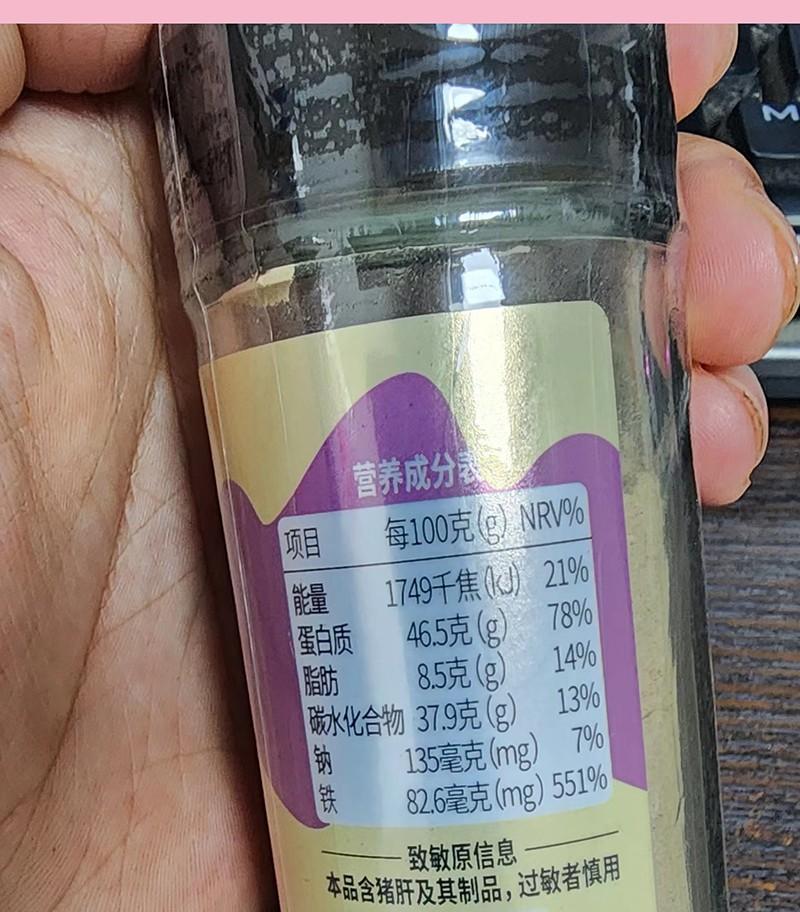 M
营养成分表
项目 每100克(g) NRV%
能量 1749千焦(kJ) 21%
蛋白质 46.5克(g) 78%
脂肪 8.5克(g) 14%
碳水化合物 37.9克(g) 13%
钠 135毫克(mg) 7%
铁 82.6毫克(mg) 551%
致敏原信息
本品含猪肝及其制品，过敏者慎用